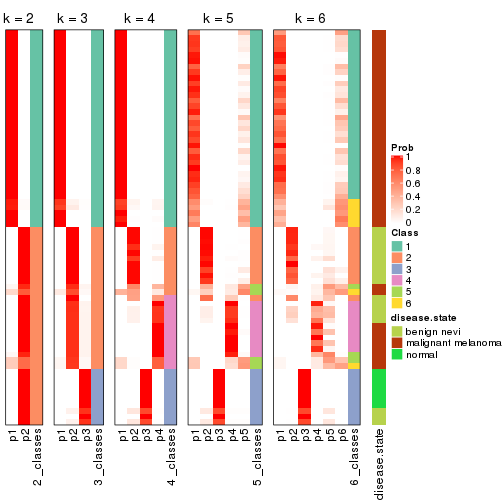 k = 2 k = 3 k = 4 k = 5 k = 6
Prob
1
0.8
0.6
0.4
0.2
0
Class
1
2
3
4
5
6
disease.state
benign nevi
malignant melanoma
normal
p1 p2 2_classes p1 p2 p3 3_classes p1 p2 p3 p4 4_classes p1 p2 p3 p4 p5 5_classes p1 p2 p3 p4 p5 p6 6_classes disease.state